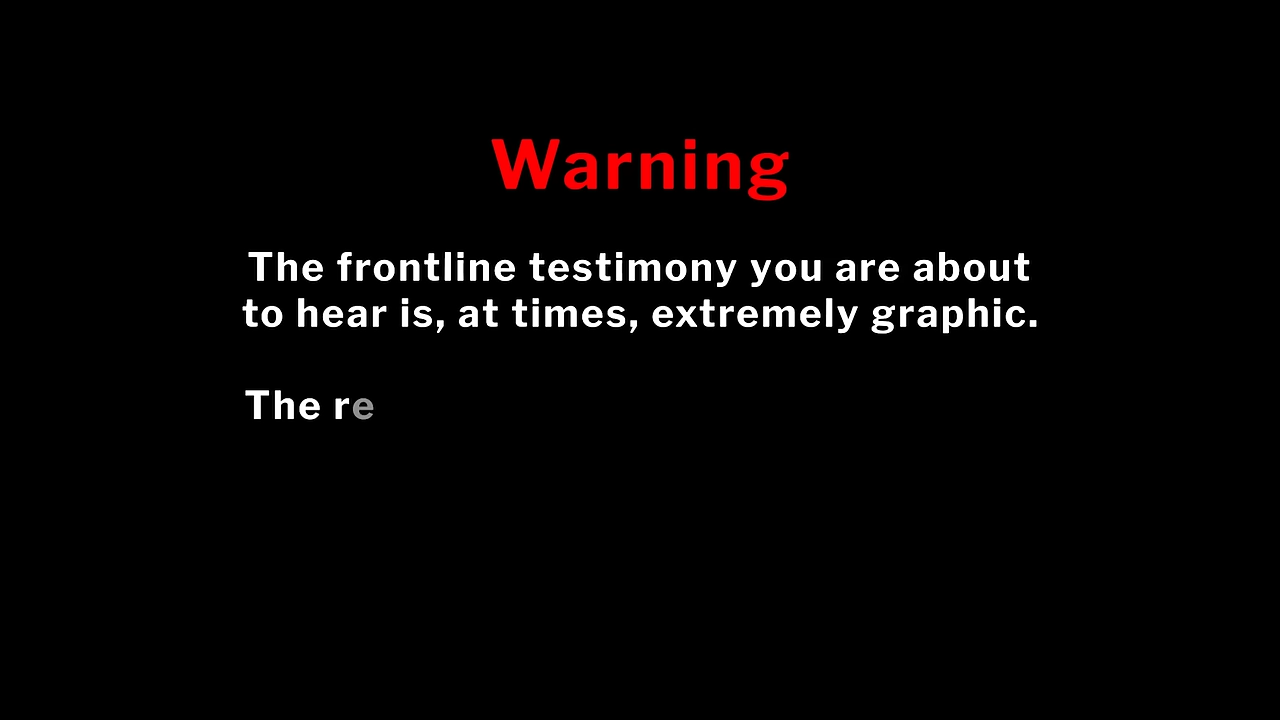 Warning
The frontline testimony you are about
to hear is, at times, extremely graphic.
The re